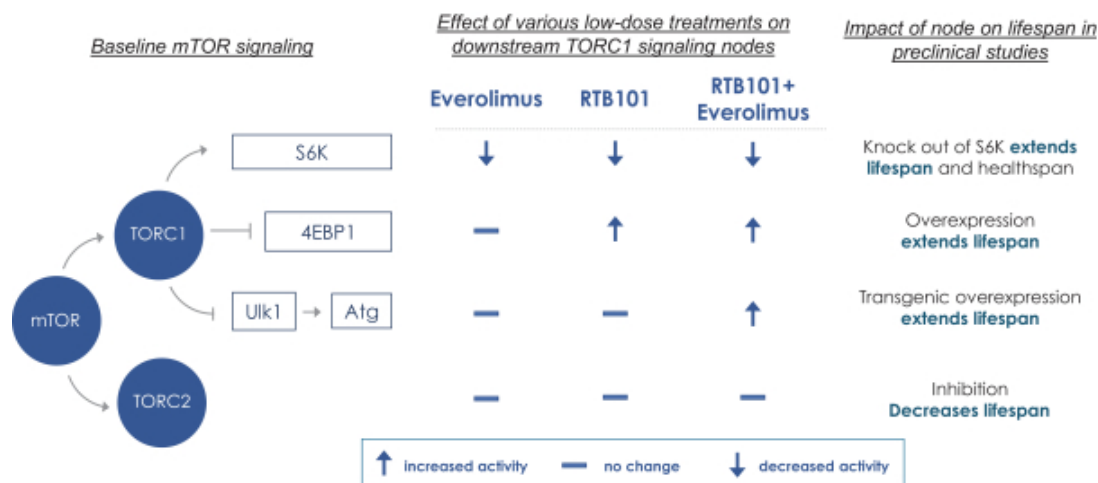 Baseline mTOR signaling
Effect of various low-dose treatments on
downstream TORC1 signaling nodes
Impact of node on lifespan in
preclinical studies
Everolimus
RTB101
RTB101+
Everolimus
S6K
Knock out of S6K extends
lifespan and healthspan
TORC1
4EBP1
Overexpression
extends lifespan
mTOR
Ulk1
Atg
Transgenic overexpression
extends lifespan
TORC2
Inhibition
Decreases lifespan
increased activity
no change
decreased activity